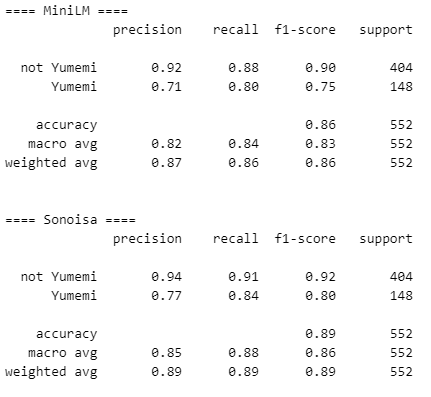 ==== MiniLM ====
precision recall f1-score support
not Yumemi 0.92 0.88 0.90 404
Yumemi 0.71 0.80 0.75 148
accuracy 0.86 552
macro avg 0.82 0.84 0.83 552
weighted avg 0.87 0.86 0.86 552
==== Sonoisa ====
precision recall f1-score support
not Yumemi 0.94 0.91 0.92 404
Yumemi 0.77 0.84 0.80 148
accuracy 0.89 552
macro avg 0.85 0.88 0.86 552
weighted avg 0.89 0.89 0.89 552